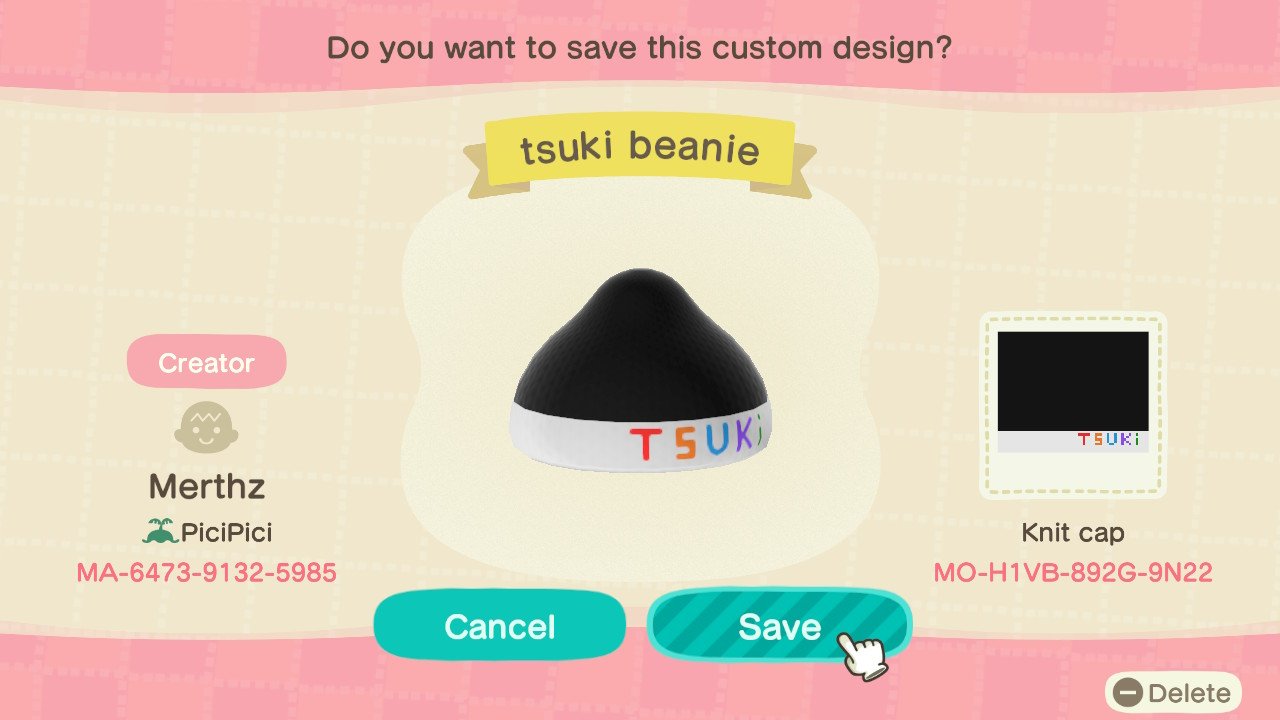 Do you want to save this custom design?
tsuki beanie
Creator
Merthz
PiciPici
MA-6473-9132-5985
TSUKi
TSUKi
Knit cap
MO-H1VB-892G-9N22
Cancel
Save
Delete